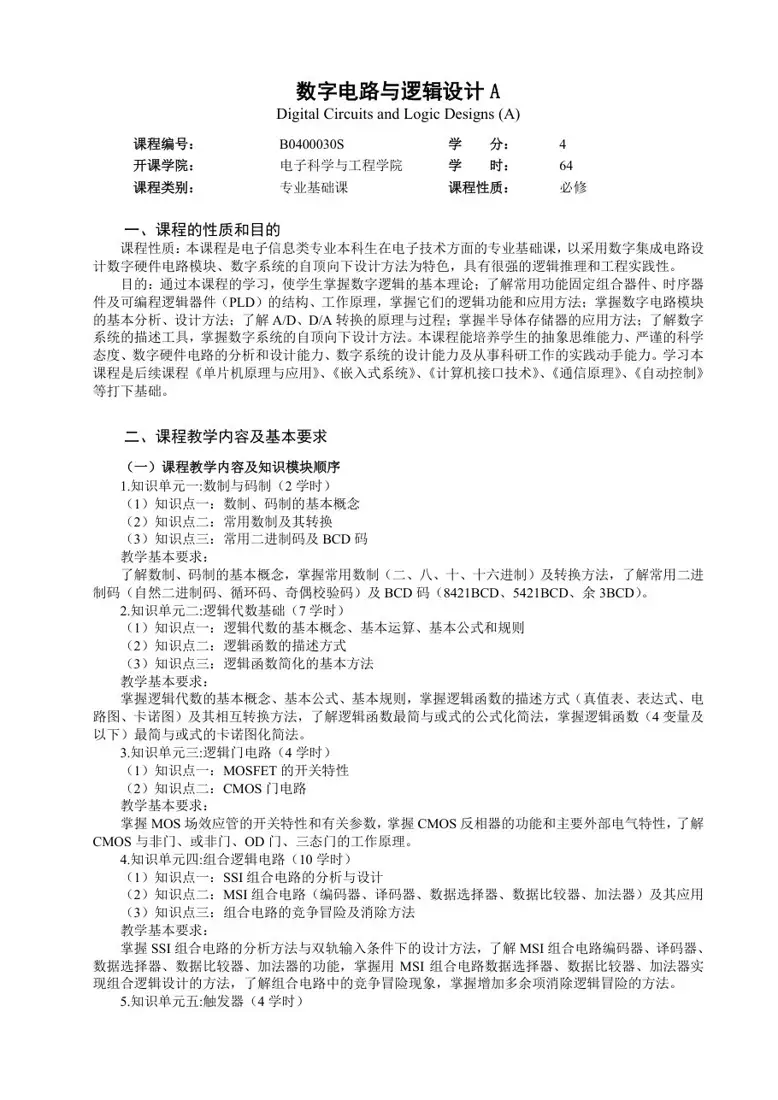 数字电路与逻辑设计 A
Digital Circuits and Logic Designs (A)
课程编号： B0400030S 学 分： 4
开课学院： 电子科学与工程学院 学 时： 64
课程类别： 专业基础课 课程性质： 必修
一、课程的性质和目的
课程性质：本课程是电子信息类专业本科生在电子技术方面的专业基础课，以采用数字集成电路设
计数字硬件电路模块、数字系统的自顶向下设计方法为特色，具有很强的逻辑推理和工程实践性。
目的：通过本课程的学习，使学生掌握数字逻辑的基本理论；了解常用功能固定组合器件、时序器
件及可编程逻辑器件（PLD）的结构、工作原理，掌握它们的逻辑功能和应用方法；掌握数字电路模块
的基本分析、设计方法；了解 A/D、D/A 转换的原理与过程；掌握半导体存储器的应用方法；了解数字
系统的描述工具，掌握数字系统的自顶向下设计方法。本课程能培养学生的抽象思维能力、严谨的科学
态度、数字硬件电路的分析和设计能力、数字系统的设计能力及从事科研工作的实践动手能力。学习本
课程是后续课程《单片机原理与应用》、《嵌入式系统》、《计算机接口技术》、《通信原理》、《自动控制》
等打下基础。
二、课程教学内容及基本要求
（一）课程教学内容及知识模块顺序
1.知识单元一:数制与码制（2 学时）
（1）知识点一：数制、码制的基本概念
（2）知识点二：常用数制及其转换
（3）知识点三：常用二进制码及 BCD 码
教学基本要求：
了解数制、码制的基本概念，掌握常用数制（二、八、十、十六进制）及转换方法，了解常用二进
制码（自然二进制码、循环码、奇偶校验码）及 BCD 码（8421BCD、5421BCD、余 3BCD）。
2.知识单元二:逻辑代数基础（7 学时）
（1）知识点一：逻辑代数的基本概念、基本运算、基本公式和规则
（2）知识点二：逻辑函数的描述方式
（3）知识点三：逻辑函数简化的基本方法
教学基本要求：
掌握逻辑代数的基本概念、基本公式、基本规则，掌握逻辑函数的描述方式（真值表、表达式、电
路图、卡诺图）及其相互转换方法，了解逻辑函数最简与或式的公式化简法，掌握逻辑函数（4 变量及
以下）最简与或式的卡诺图化简法。
3.知识单元三:逻辑门电路（4 学时）
（1）知识点一：MOSFET 的开关特性
（2）知识点二：CMOS 门电路
教学基本要求：
掌握 MOS 场效应管的开关特性和有关参数，掌握 CMOS 反相器的功能和主要外部电气特性，了解
CMOS 与非门、或非门、OD 门、三态门的工作原理。
4.知识单元四:组合逻辑电路（10 学时）
（1）知识点一：SSI 组合电路的分析与设计
（2）知识点二：MSI 组合电路（编码器、译码器、数据选择器、数据比较器、加法器）及其应用
（3）知识点三：组合电路的竞争冒险及消除方法
教学基本要求：
掌握 SSI 组合电路的分析方法与双轨输入条件下的设计方法，了解 MSI 组合电路编码器、译码器、
数据选择器、数据比较器、加法器的功能，掌握用 MSI 组合电路数据选择器、数据比较器、加法器实
现组合逻辑设计的方法，了解组合电路中的竞争冒险现象，掌握增加多余项消除逻辑冒险的方法。
5.知识单元五:触发器（4 学时）